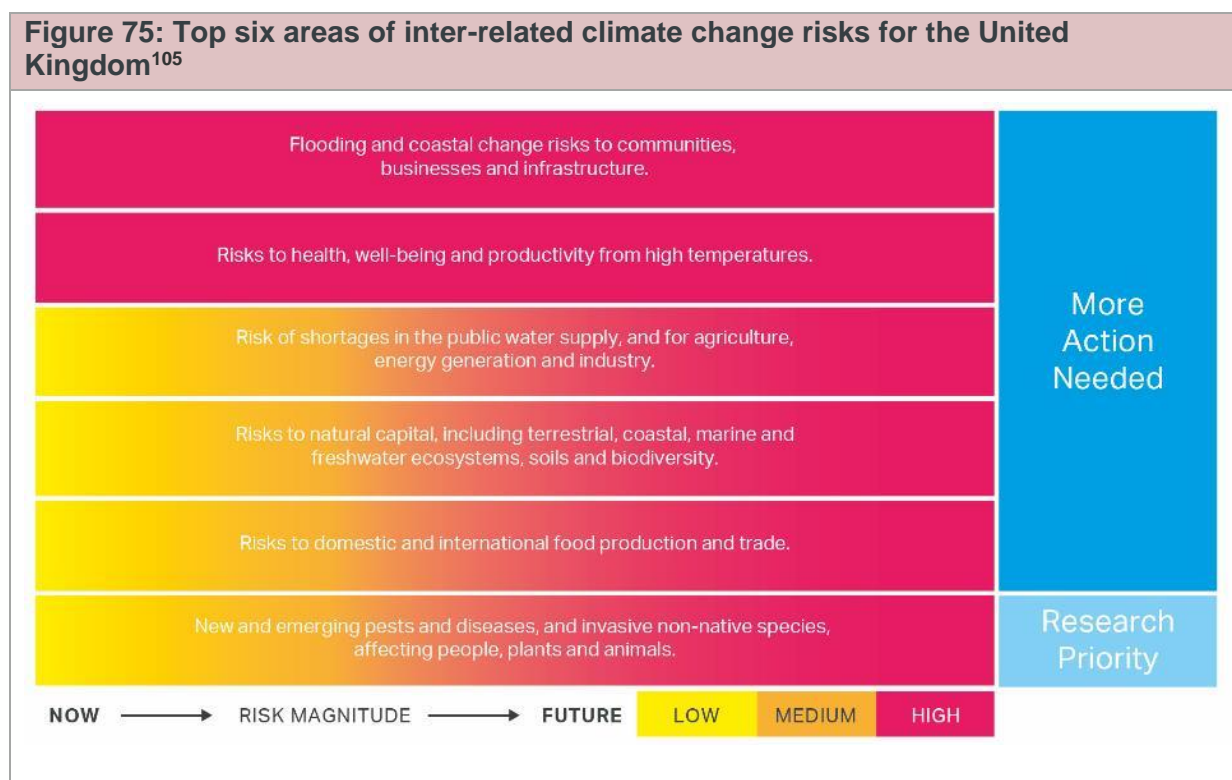 Figure 75: Top six areas of inter-related climate change risks for the United
Kingdom105
Flooding and coastal change risks to communities,
businesses and infrastructure.
Risks to health, well-being and productivity from high temperatures.
Risk of shortages in the public water supply, and for agriculture,
energy generation and industry.
Risks to natural capital, including terrestrial, coastal, marine and
freshwater ecosystems, soils and biodiversity.
Risks to domestic and international food production and trade.
New and emerging pests and diseases, and invasive non-native species,
affecting people, plants and animals.
More
Action
Needed
Research
Priority
NOW RISK MAGNITUDE FUTURE LOW MEDIUM HIGH